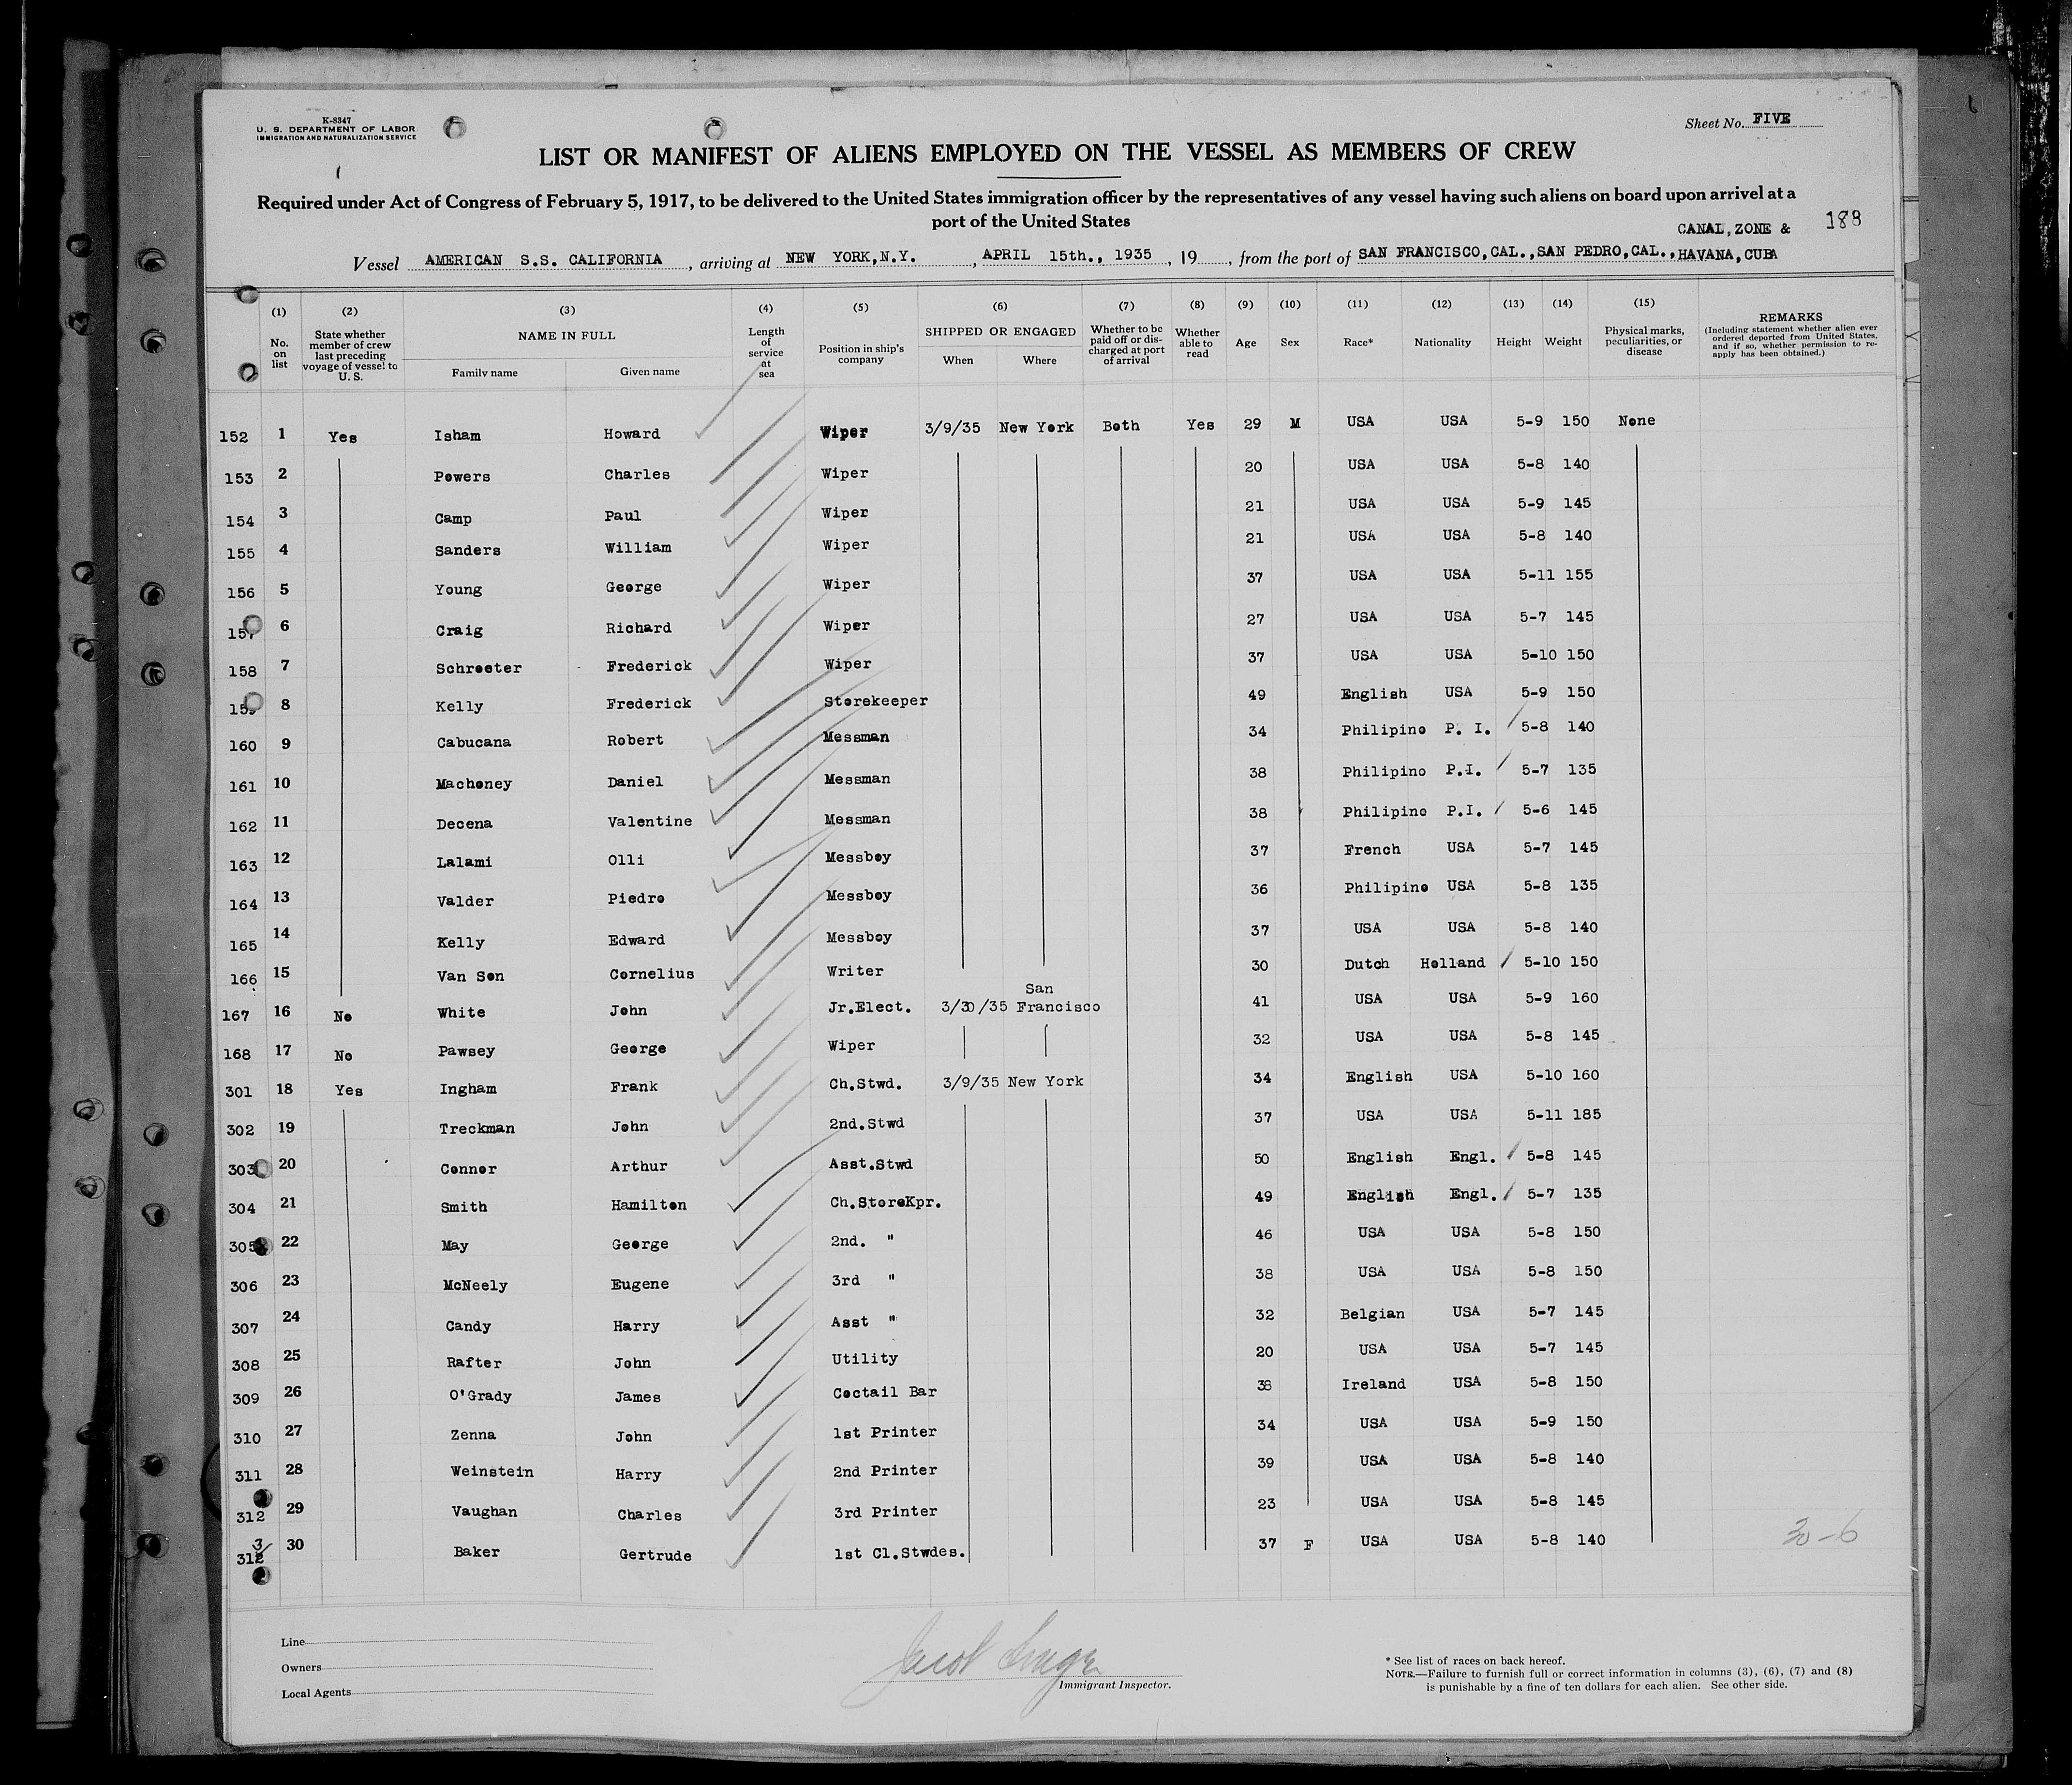 K-8347
U. S. DEPARTMENT OF LABOR
IMMIGRATION AND NATURALIZATION SERVICE
Sheet No. FIVE
LIST OR MANIFEST OF ALIENS EMPLOYED ON THE VESSEL AS MEMBERS OF CREW
Required under Act of Congress of February 5, 1917, to be delivered to the United States immigration officer by the representatives of any vessel having such aliens on board upon arrival at a
port of the United States
CANAL, ZONE & 188
Vessel AMERICAN S.S. CALIFORNIA, arriving at NEW YORK,N.Y., APRIL 15th., 1935, 19, from the port of SAN FRANCISCO,CAL.,SAN PEDRO,CAL.,HAVANA,CUBA
(1) (2) (3) (4) (5) (6) (7) (8) (9) (10) (11) (12) (13) (14) (15)
No. on list State whether member of crew last preceding voyage of vessel to U. S. NAME IN FULL Family name Given name Length of service at sea Position in ship's company SHIPPED OR ENGAGED When Where Whether to be paid off or discharged at port of arrival Whether able to read Age Sex Race* Nationality Height Weight Physical marks, peculiarities, or disease REMARKS (Including statement whether alien ever ordered deported from United States, and if so, whether permission to re-apply has been obtained.)
152 1 Yes Isham Howard Wiper 3/9/35 New York Both Yes 29 M USA USA 5-9 150 None
153 2 Powers Charles Wiper 20 USA USA 5-8 140
154 3 Camp Paul Wiper 21 USA USA 5-9 145
155 4 Sanders William Wiper 21 USA USA 5-8 140
156 5 Young George Wiper 37 USA USA 5-11 155
157 6 Craig Richard Wiper 27 USA USA 5-7 145
158 7 Schroeter Frederick Wiper 37 USA USA 5-10 150
159 8 Kelly Frederick Storekeeper 49 English USA 5-9 150
160 9 Cabucana Robert Messman 34 Philipino P. I. 5-8 140
161 10 Machoney Daniel Messman 38 Philipino P.I. 5-7 135
162 11 Decena Valentine Messman 38 Philipino P.I. 5-6 145
163 12 Lalami Olli Messboy 37 French USA 5-7 145
164 13 Valder Piedro Messboy 36 Philipino USA 5-8 135
165 14 Kelly Edward Messboy 37 USA USA 5-8 140
166 15 Van Son Cornelius Writer 30 Dutch Holland 5-10 150
167 16 No White John Jr.Elect. 3/30/35 San Francisco 41 USA USA 5-9 160
168 17 No Pawsey George Wiper 32 USA USA 5-8 145
301 18 Yes Ingham Frank Ch.Stwd. 3/9/35 New York 34 English USA 5-10 160
302 19 Treckman John 2nd.Stwd 37 USA USA 5-11 185
303 20 Connor Arthur Asst.Stwd 50 English Engl. 5-8 145
304 21 Smith Hamilton Ch.StoreKpr. 49 English Engl. 5-7 135
305 22 May George 2nd. " 46 USA USA 5-8 150
306 23 McNeely Eugene 3rd " 38 USA USA 5-8 150
307 24 Candy Harry Asst " 32 Belgian USA 5-7 145
308 25 Rafter John Utility 20 USA USA 5-7 145
309 26 O'Grady James Coctail Bar 38 Ireland USA 5-8 150
310 27 Zenna John 1st Printer 34 USA USA 5-9 150
311 28 Weinstein Harry 2nd Printer 39 USA USA 5-8 140
312 29 Vaughan Charles 3rd Printer 23 USA USA 5-8 145
3
312 30 Baker Gertrude 1st Cl.Stwdes. 37 F USA USA 5-8 140 30-6
Line
Owners
Local Agents
Immigrant Inspector.
* See list of races on back hereof.
NOTE.—Failure to furnish full or correct information in columns (3), (6), (7) and (8)
is punishable by a fine of ten dollars for each alien. See other side.